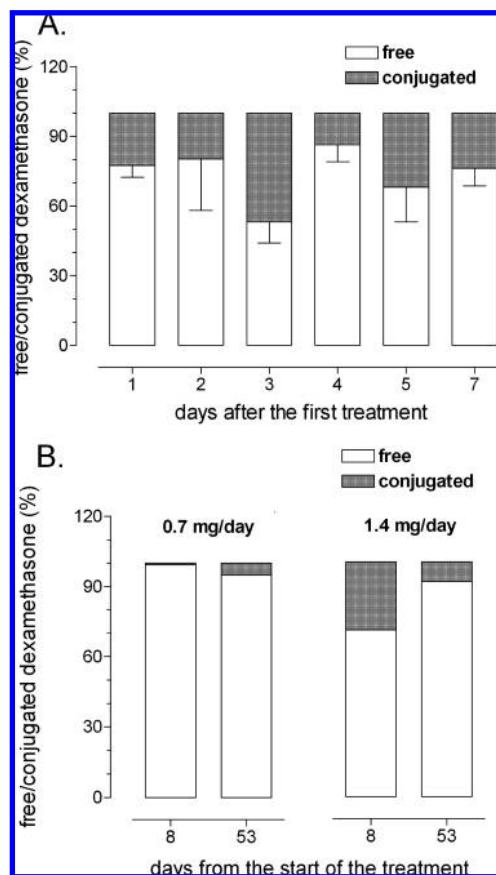 A.
free
conjugated
free/conjugated dexamethasone (%)
120
90
60
30
0
1 2 3 4 5 7
days after the first treatment
B.
free
conjugated
free/conjugated dexamethasone (%)
120
90
60
30
0
0.7 mg/day 1.4 mg/day
8 53 8 53
days from the start of the treatment